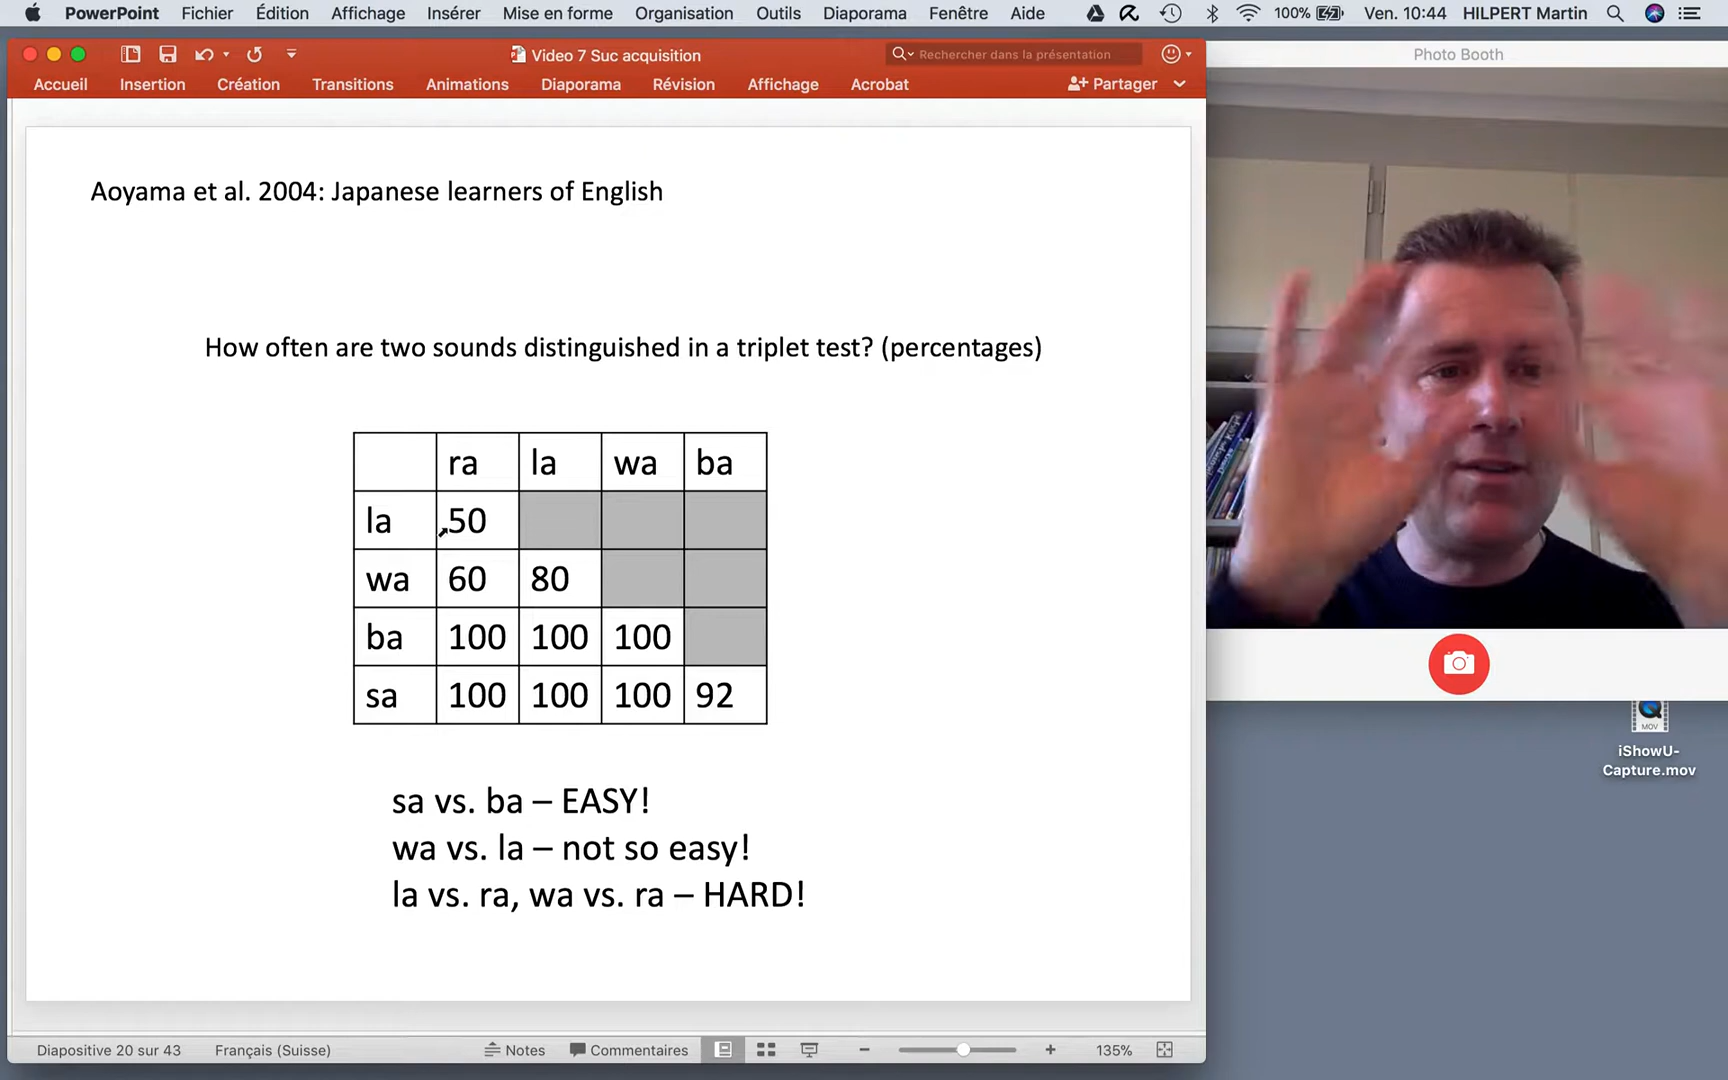 PowerPoint Fichier Édition Affichage Insérer Mise en forme Organisation Outils Diaporama Fenêtre Aide 100% Ven. 10:44 HILPERT Martin
Video 7 Suc acquisition
Rechercher dans la présentation
Photo Booth
Accueil Insertion Création Transitions Animations Diaporama Révision Affichage Acrobat Partager
Aoyama et al. 2004: Japanese learners of English
How often are two sounds distinguished in a triplet test? (percentages)
ra la wa ba
la 50
wa 60 80
ba 100 100 100
sa 100 100 100 92
sa vs. ba – EASY!
wa vs. la – not so easy!
la vs. ra, wa vs. ra – HARD!
MOV
iShowU-
Capture.mov
Diapositive 20 sur 43 Français (Suisse) Notes Commentaires 135%